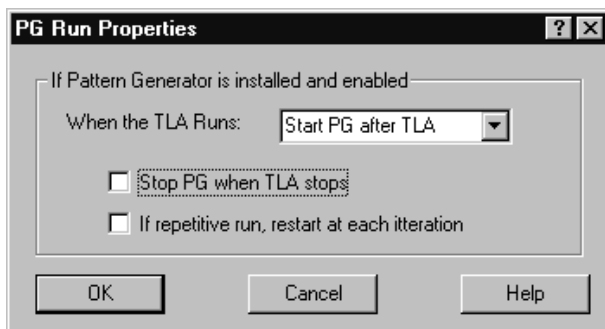 PG Run Properties
If Pattern Generator is installed and enabled
When the TLA Runs: Start PG after TLA
Stop PG when TLA stops
If repetitive run, restart at each itteration
OK Cancel Help